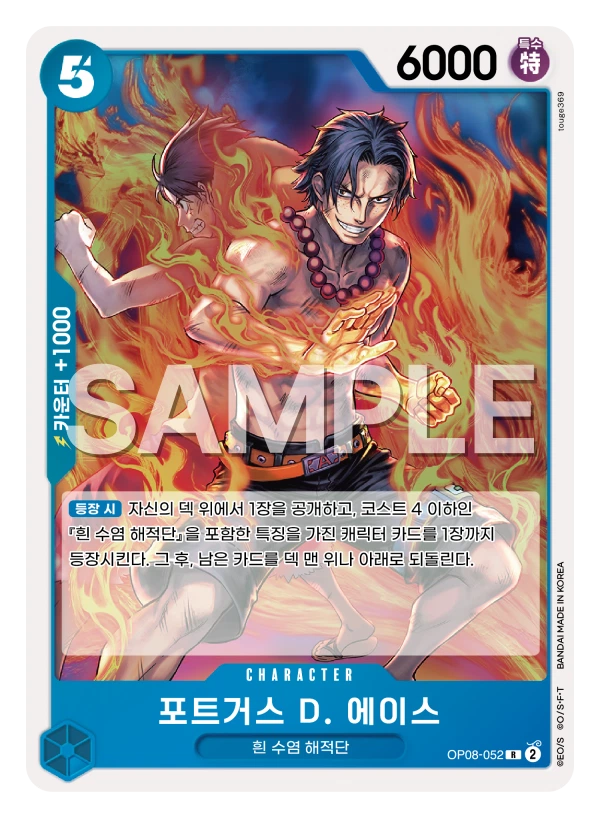 5
6000
특수
特
touge369
⚡카운터 +1000
SAMPLE
등장 시 자신의 덱 위에서 1장을 공개하고, 코스트 4 이하인
『흰 수염 해적단』을 포함한 특징을 가진 캐릭터 카드를 1장까지
등장시킨다. 그 후, 남은 카드를 덱 맨 위나 아래로 되돌린다.
CHARACTER
포트거스 D. 에이스
흰 수염 해적단
OP08-052 R 2
©EO/S ©O/S·F·T BANDAI MADE IN KOREA